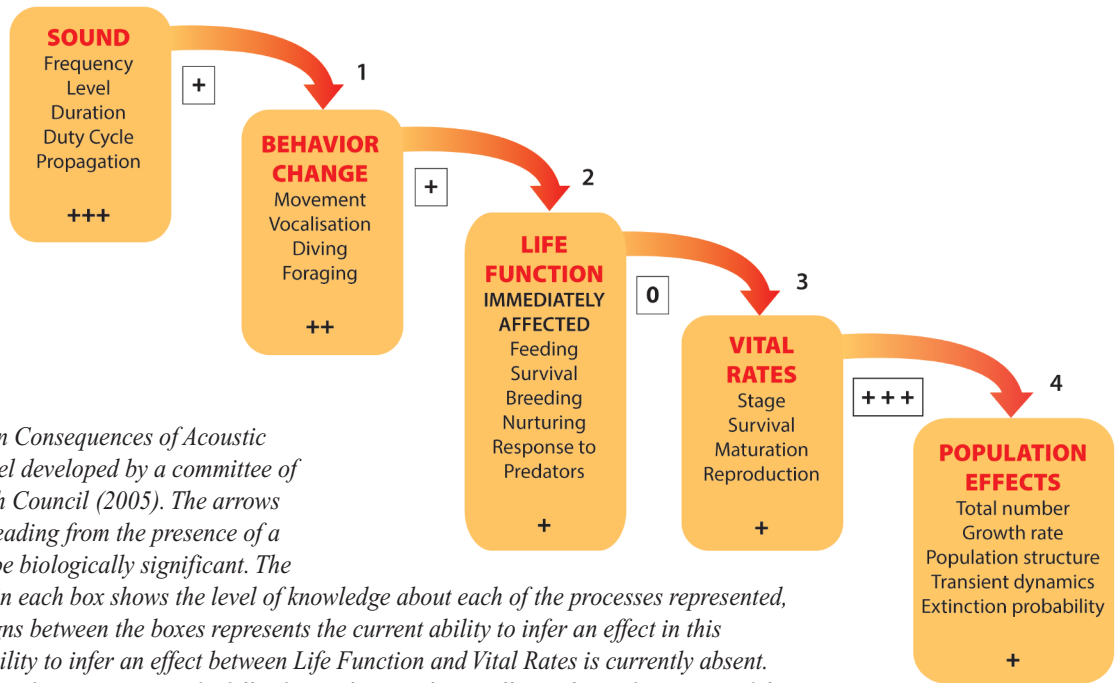 SOUND
Frequency
Level
Duration
Duty Cycle
Propagation
+++
+
1
BEHAVIOR
CHANGE
Movement
Vocalisation
Diving
Foraging
++
+
2
LIFE
FUNCTION
IMMEDIATELY
AFFECTED
Feeding
Survival
Breeding
Nurturing
Response to
Predators
+
0
3
VITAL
RATES
Stage
Survival
Maturation
Reproduction
+
+++
4
POPULATION
EFFECTS
Total number
Growth rate
Population structure
Transient dynamics
Extinction probability
+
n Consequences of Acoustic
el developed by a committee of
h Council (2005). The arrows
eading from the presence of a
be biologically significant. The
n each box shows the level of knowledge about each of the processes represented,
gns between the boxes represents the current ability to infer an effect in this
ility to infer an effect between Life Function and Vital Rates is currently absent.